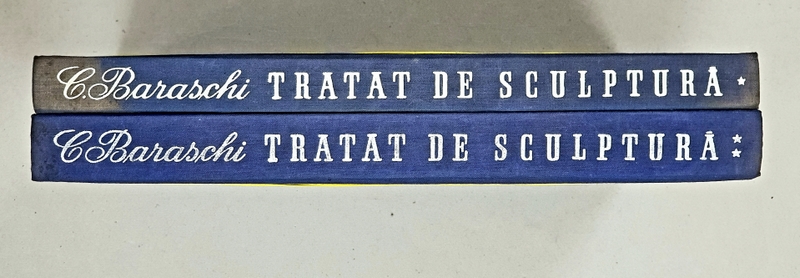 C. Baraschi TRATAT DE SCULPTURĂ *
C. Baraschi TRATAT DE SCULPTURĂ **